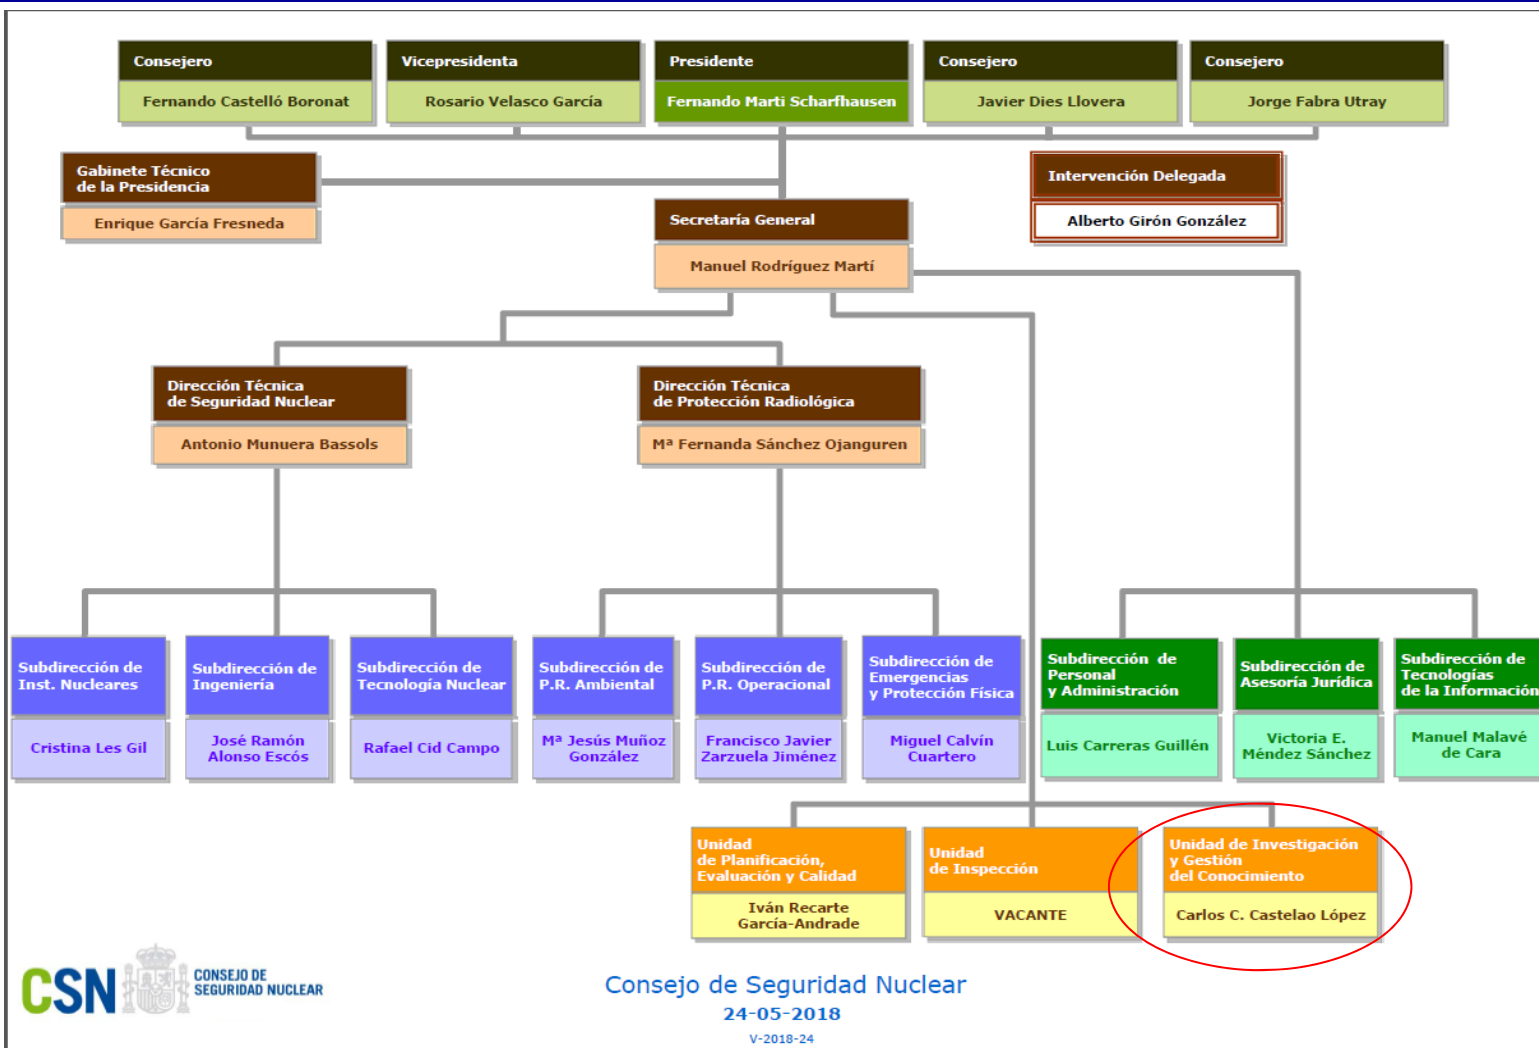 Consejero
Fernando Castelló Boronat
Vicepresidenta
Rosario Velasco García
Presidente
Fernando Marti Scharfhausen
Consejero
Javier Dies Llovera
Consejero
Jorge Fabra Utray
Gabinete Técnico
de la Presidencia
Enrique García Fresneda
Intervención Delegada
Alberto Girón González
Secretaría General
Manuel Rodríguez Martí
Dirección Técnica
de Seguridad Nuclear
Antonio Munuera Bassols
Dirección Técnica
de Protección Radiológica
Mª Fernanda Sánchez Ojanguren
Subdirección de
Inst. Nucleares
Cristina Les Gil
Subdirección de
Ingeniería
José Ramón
Alonso Escós
Subdirección de
Tecnología Nuclear
Rafael Cid Campo
Subdirección de
P.R. Ambiental
Mª Jesús Muñoz
González
Subdirección de
P.R. Operacional
Francisco Javier
Zarzuela Jiménez
Subdirección de
Emergencias
y Protección Física
Miguel Calvín
Cuartero
Subdirección de
Personal
y Administración
Luis Carreras Guillén
Subdirección de
Asesoría Jurídica
Victoria E.
Méndez Sánchez
Subdirección de
Tecnologías
de la Información
Manuel Malavé
de Cara
Unidad
de Planificación,
Evaluación y Calidad
Iván Recarte
García-Andrade
Unidad
de Inspección
VACANTE
Unidad de Investigación
y Gestión
del Conocimiento
Carlos C. Castelao López
CSN
CONSEJO DE
SEGURIDAD NUCLEAR
Consejo de Seguridad Nuclear
24-05-2018
V-2018-24